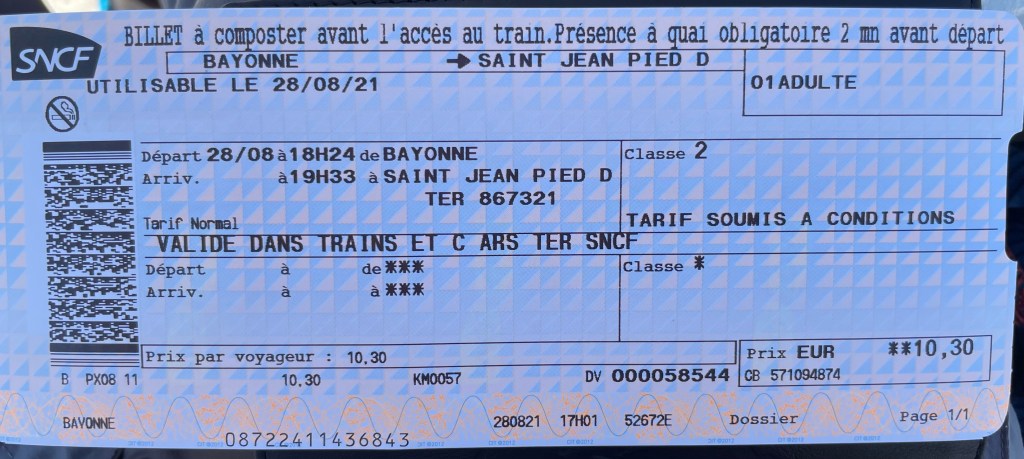 SNCF
BILLET à composter avant l'accès au train.Présence à quai obligatoire 2 mn avant départ
BAYONNE → SAINT JEAN PIED D
UTILISABLE LE 28/08/21
01ADULTE
Départ 28/08 à 18H24 de BAYONNE
Classe 2
Arriv. à 19H33 à SAINT JEAN PIED D
TER 867321
Tarif Normal
TARIF SOUMIS A CONDITIONS
VALIDE DANS TRAINS ET C ARS TER SNCF
Départ à de ***
Classe *
Arriv. à à ***
Prix par voyageur : 10,30
Prix EUR **10,30
B PX08 11 10.30 KM0057 DV 000058544
CB 571094874
BAYONNE 280821 17H01 52672E Dossier Page 1/1
08722411436843